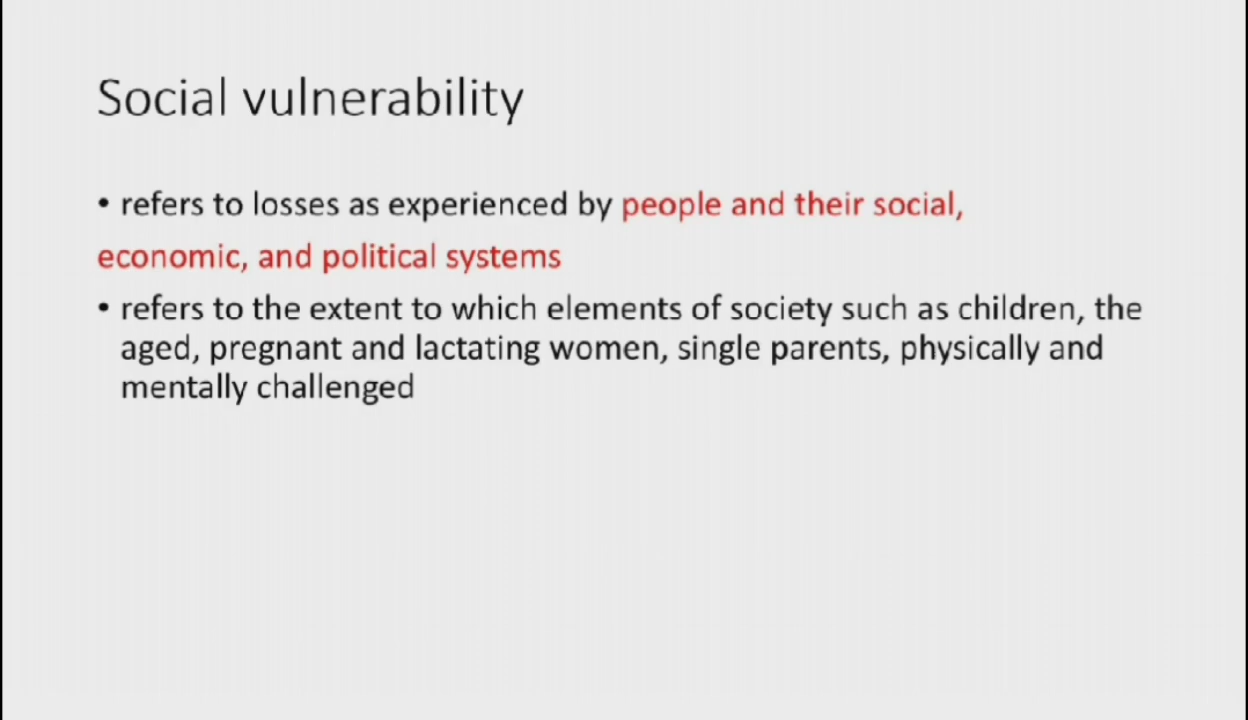 Social vulnerability
• refers to losses as experienced by people and their social,
economic, and political systems
• refers to the extent to which elements of society such as children, the
aged, pregnant and lactating women, single parents, physically and
mentally challenged